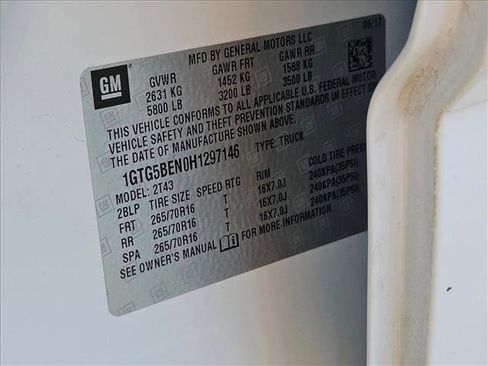 06/17
MFD BY GENERAL MOTORS LLC
GM
GVWR GAWR FRT GAWR RR
2631 KG 1452 KG 1588 KG
5800 LB 3200 LB 3500 LB
THIS VEHICLE CONFORMS TO ALL APPLICABLE U.S. FEDERAL MOTOR
VEHICLE SAFETY AND THEFT PREVENTION STANDARDS IN EFFECT ON
THE DATE OF MANUFACTURE SHOWN ABOVE.
1GTG5BEN0H1297146 TYPE: TRUCK
MODEL: 2T43
2BLP TIRE SIZE SPEED RTG RIM COLD TIRE PRES
FRT 265/70R16 T 16X7.0J 240KPA(35PSI)
RR 265/70R16 T 16X7.0J 240KPA(35PSI)
SPA 265/70R16 T 16X7.0J 240KPA(35PSI)
SEE OWNER'S MANUAL FOR MORE INFORMATION.